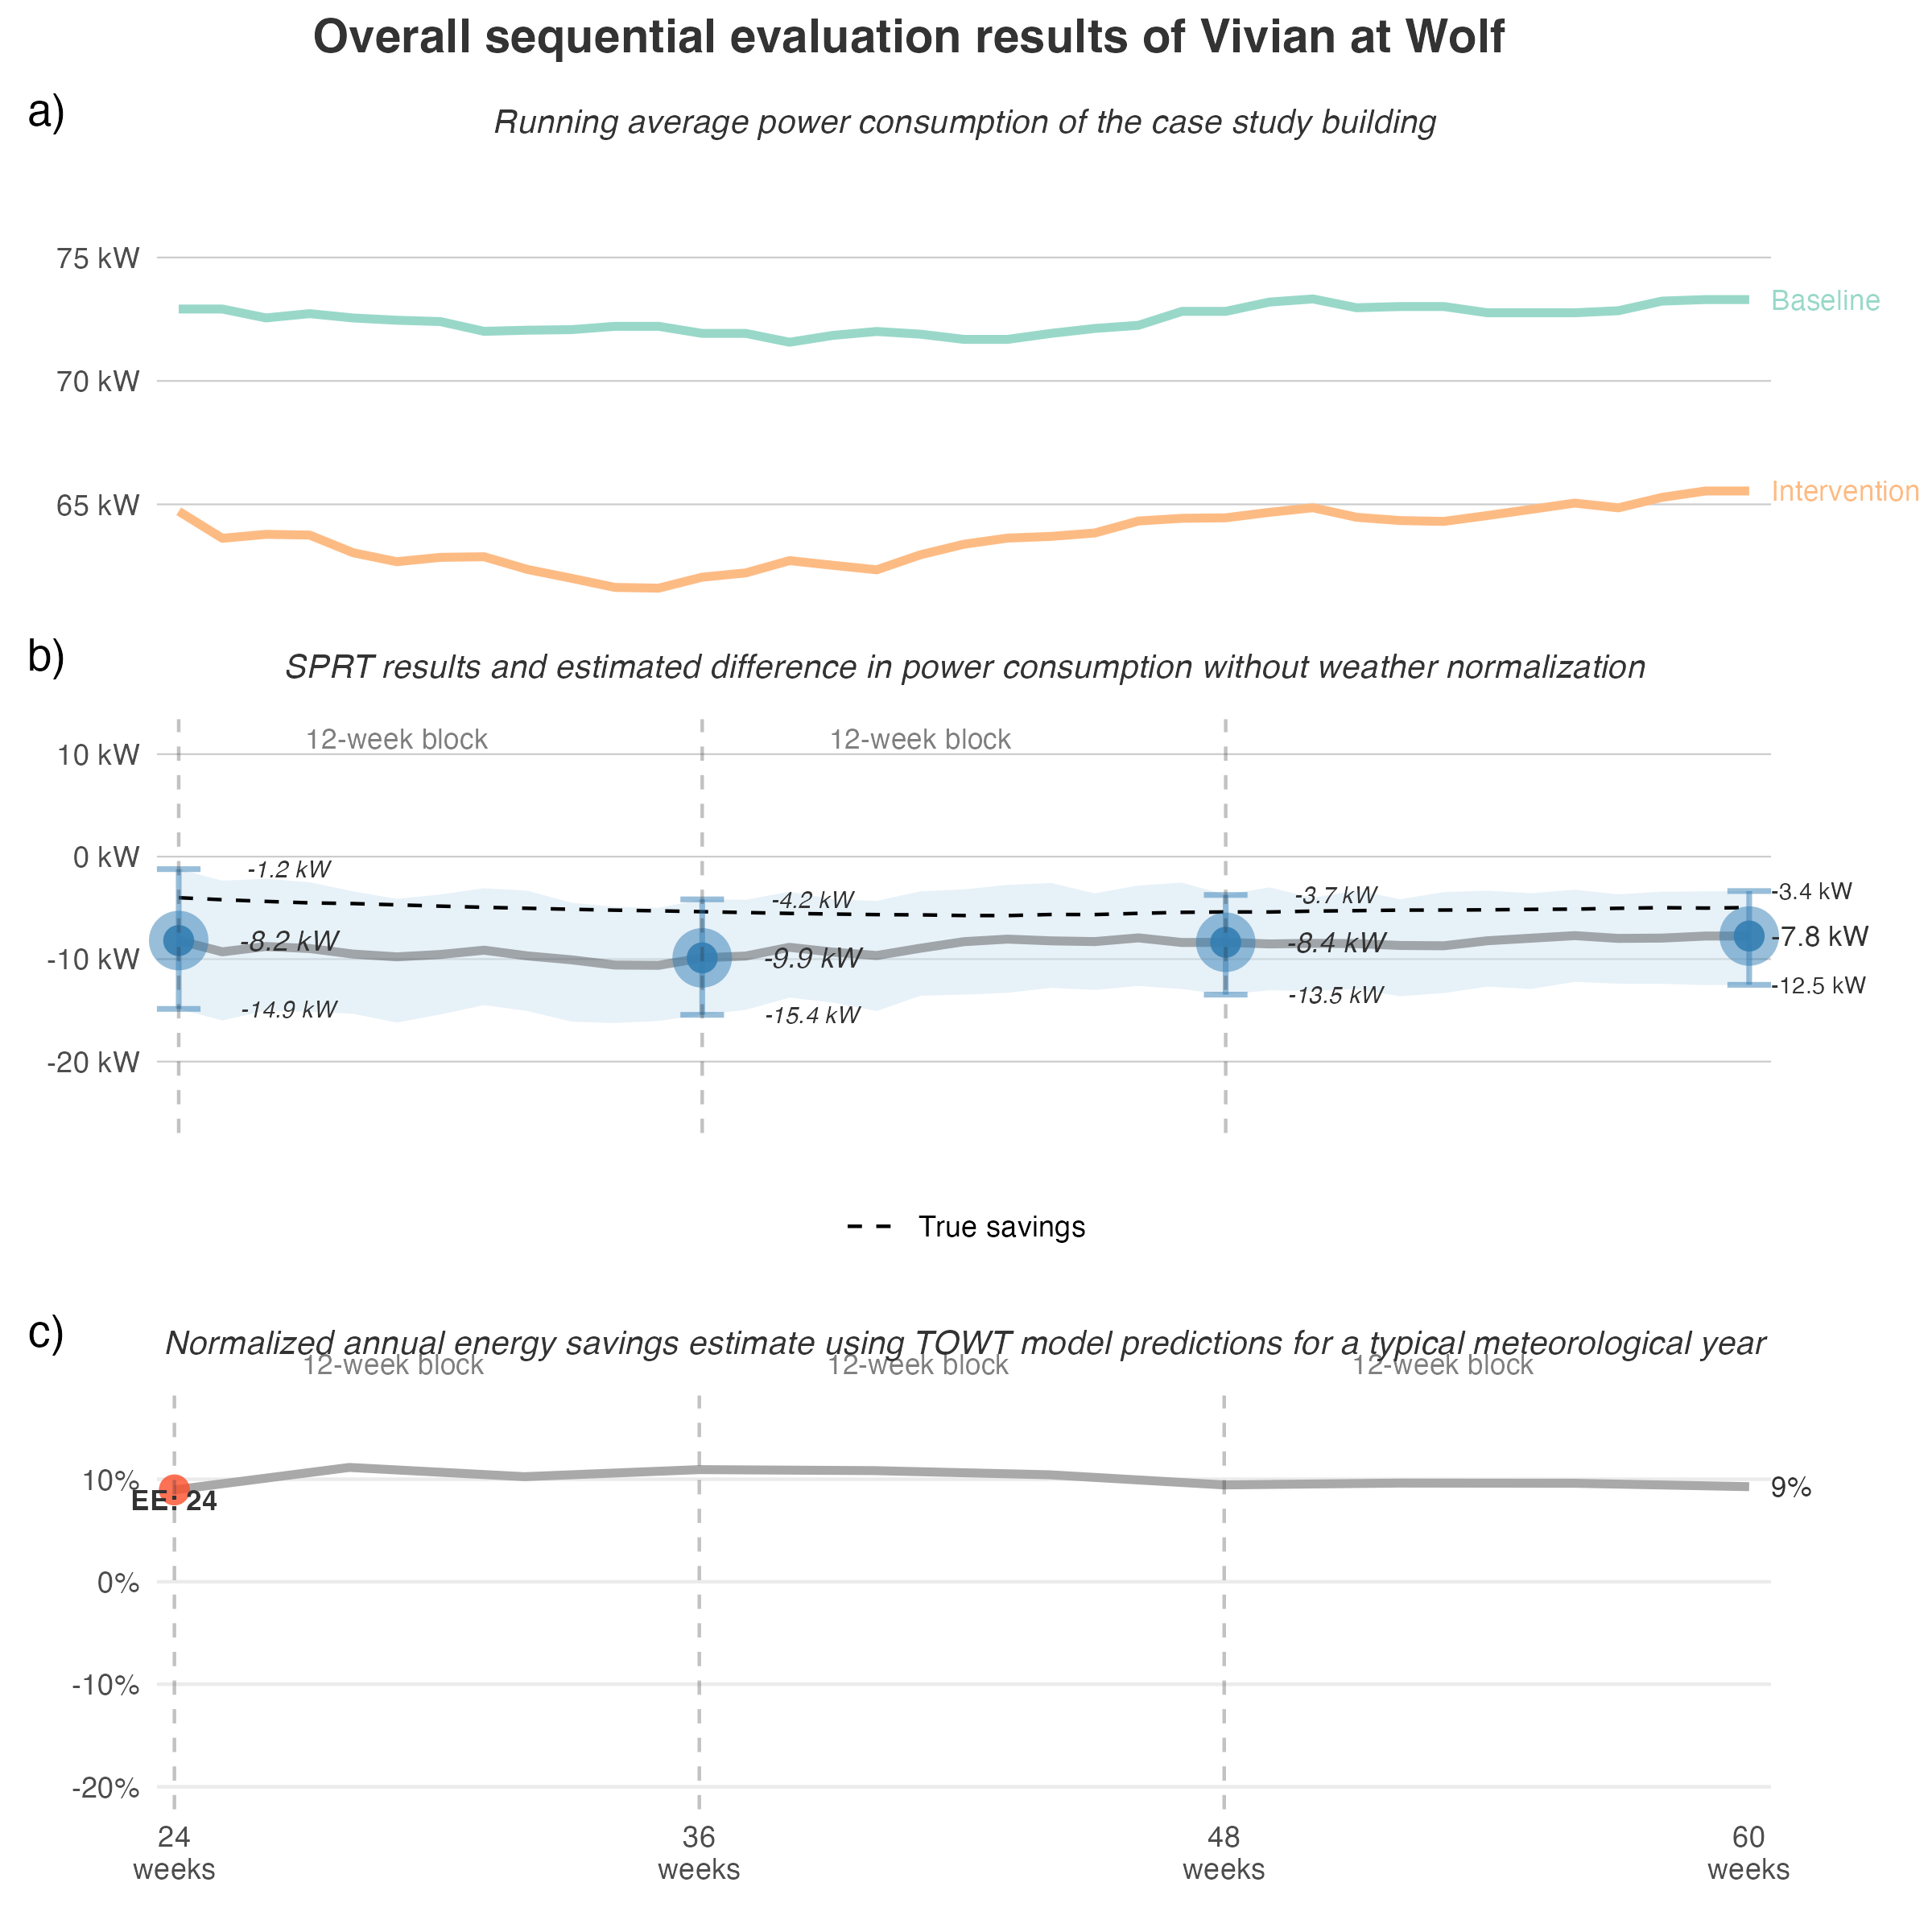 Overall sequential evaluation results of Vivian at Wolf
a)
Running average power consumption of the case study building
75 kW
Baseline
70 kW
65 kW
Intervention
b)
SPRT results and estimated difference in power consumption without weather normalization
12-week block
12-week block
10 kW
0 kW
-1.2 kW
-4.2 kW
-3.7 kW
-3.4 kW
-8.2 kW
-9.9 kW
-8.4 kW
-7.8 kW
-10 kW
-14.9 kW
-15.4 kW
-13.5 kW
-12.5 kW
-20 kW
True savings
c)
Normalized annual energy savings estimate using TOWT model predictions for a typical meteorological year
12-week block
12-week block
12-week block
10%
EE: 24
9%
0%
-10%
-20%
24
weeks
36
weeks
48
weeks
60
weeks